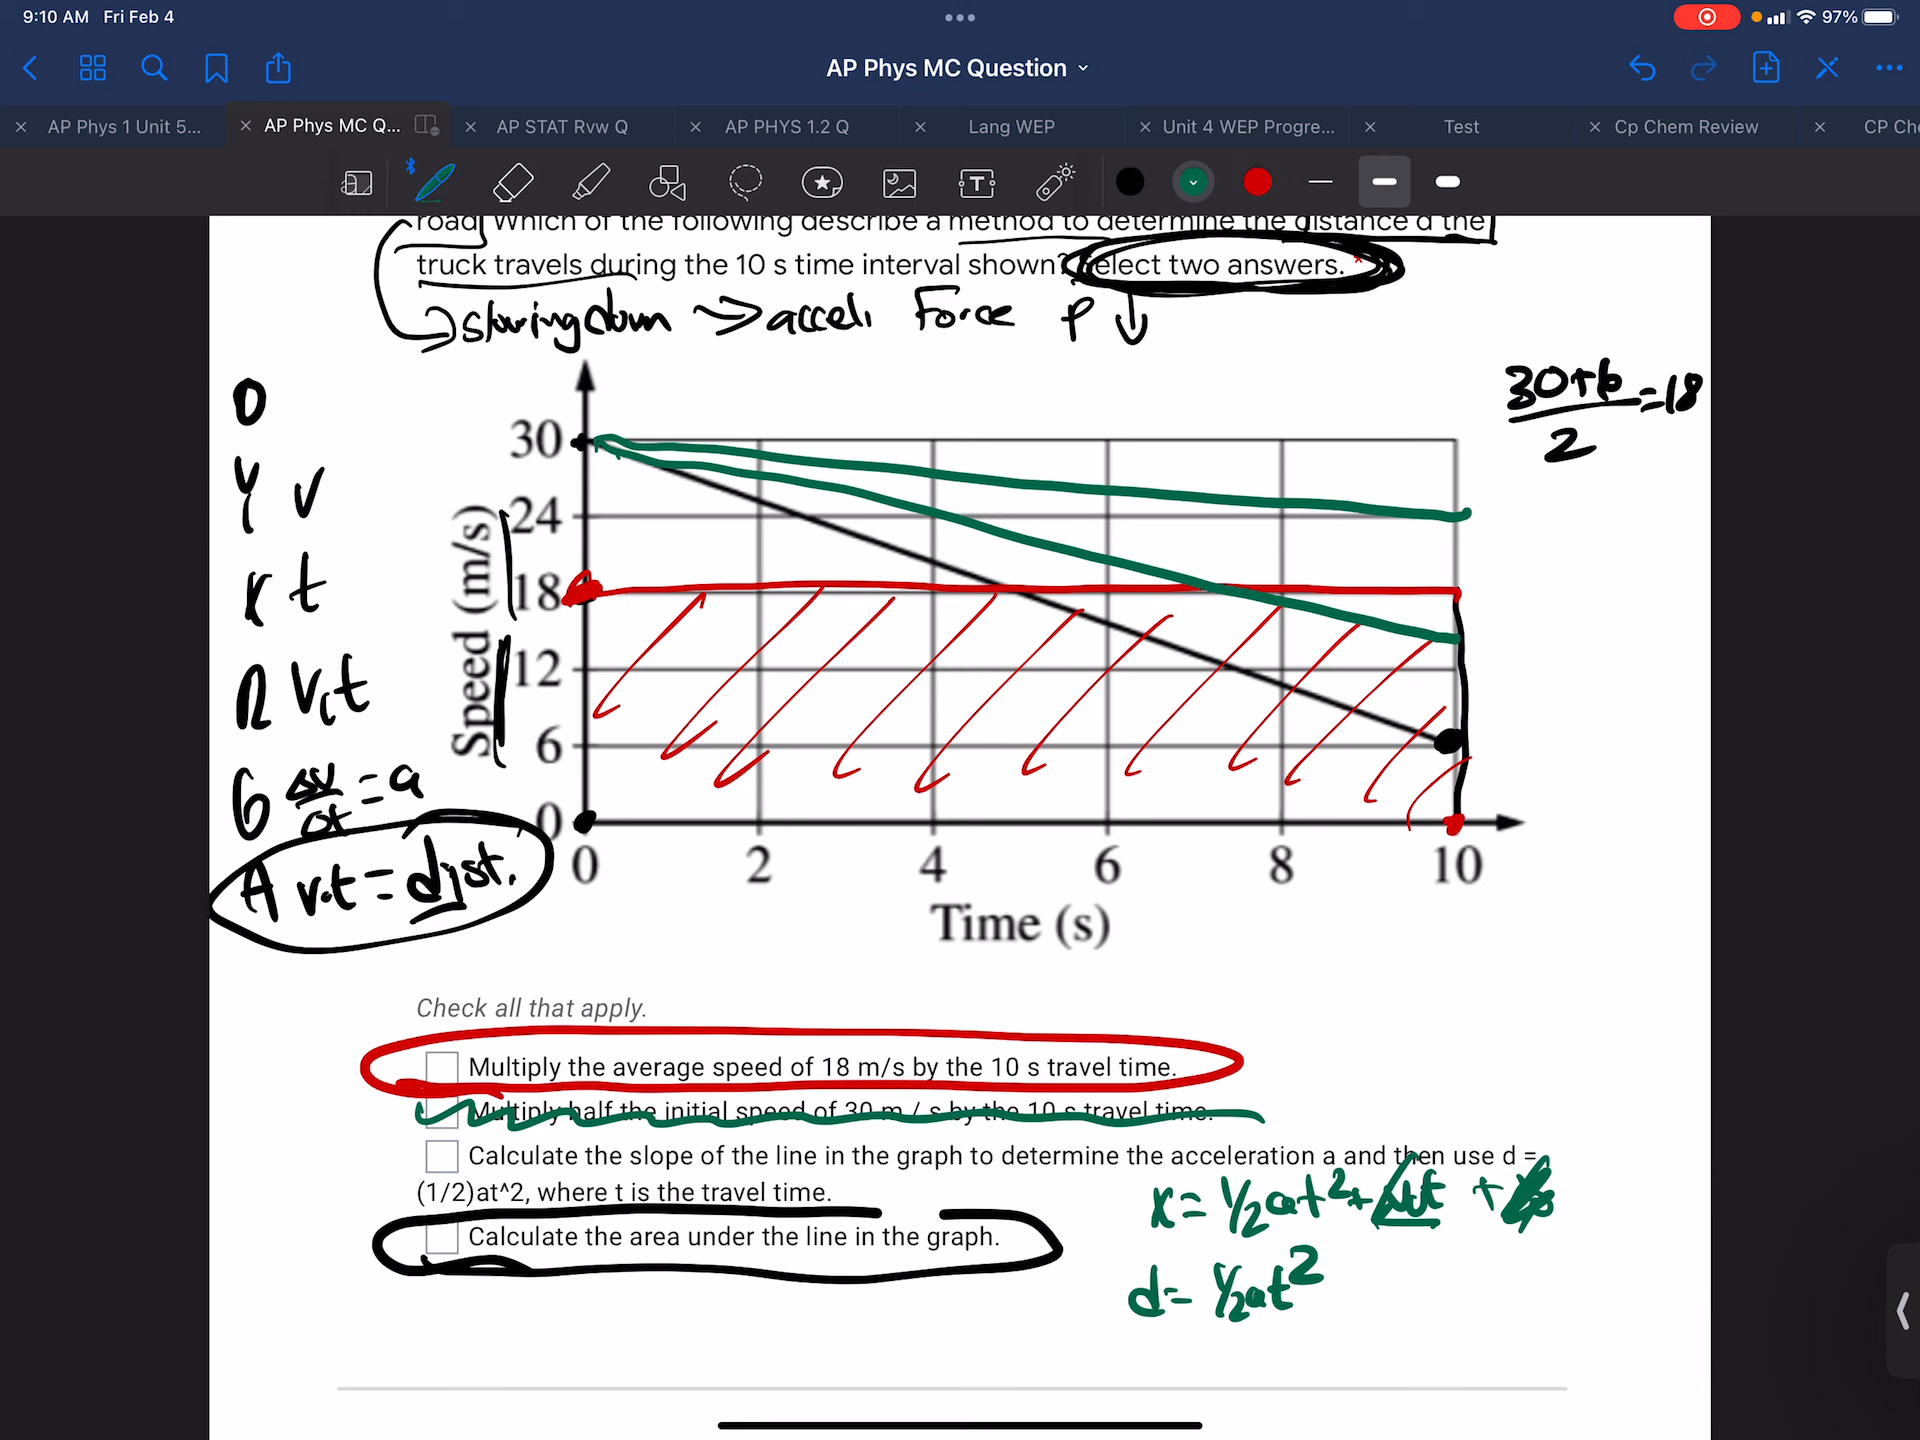 9:10 AM Fri Feb 4
97%
AP Phys MC Question
AP Phys 1 Unit 5...
AP Phys MC Q...
AP STAT Rvw Q
AP PHYS 1.2 Q
Lang WEP
Unit 4 WEP Progre...
Test
Cp Chem Review
CP Che
road. Which of the following describe a method to determine the distance d the
truck travels during the 10 s time interval shown? Select two answers. *
slowing down → accel. Force P ↓
30+6
2
=18
O
Y V
X t
R V,t
G ΔV/Δt = a
A v·t = dist.
Speed (m/s)
30
24
18
12
6
0
0 2 4 6 8 10
Time (s)
Check all that apply.
Multiply the average speed of 18 m/s by the 10 s travel time.
Multiply half the initial speed of 30 m / s by the 10 s travel time.
Calculate the slope of the line in the graph to determine the acceleration a and then use d =
(1/2)at^2, where t is the travel time.
x = 1/2at² +
Calculate the area under the line in the graph.
d = 1/2at²